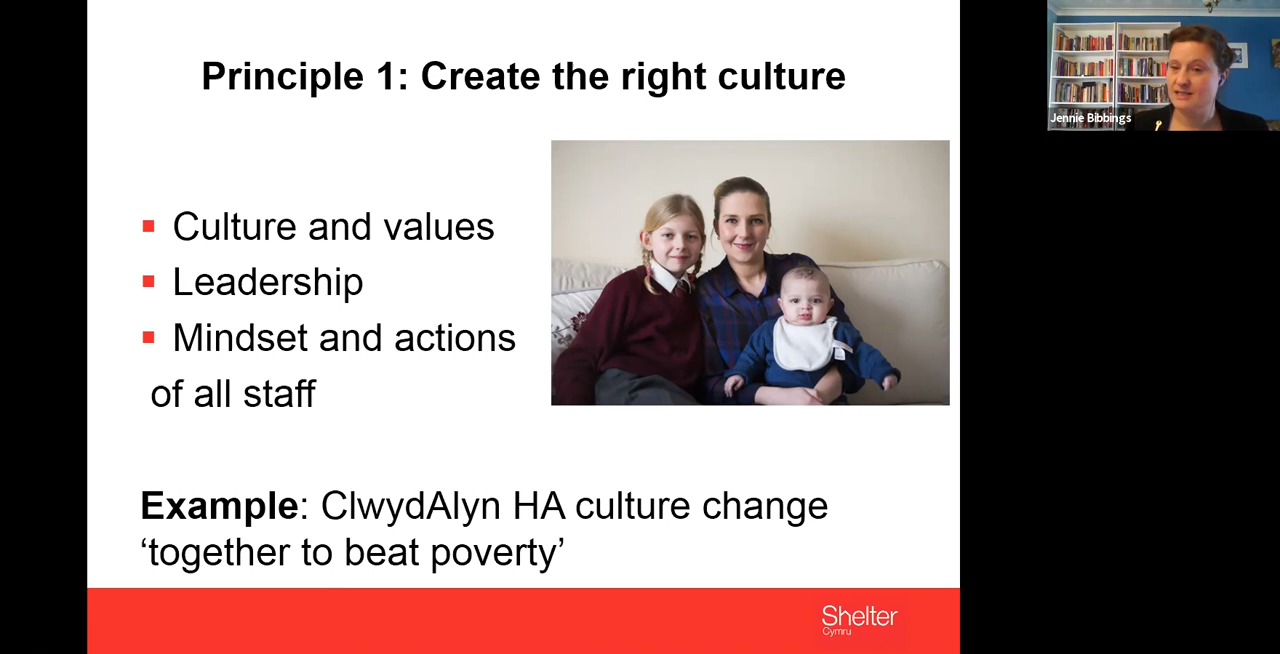 Principle 1: Create the right culture
Culture and values
Leadership
Mindset and actions
of all staff
Example: ClwydAlyn HA culture change
‘together to beat poverty’
Shelter
Cymru
Jennie Bibbings